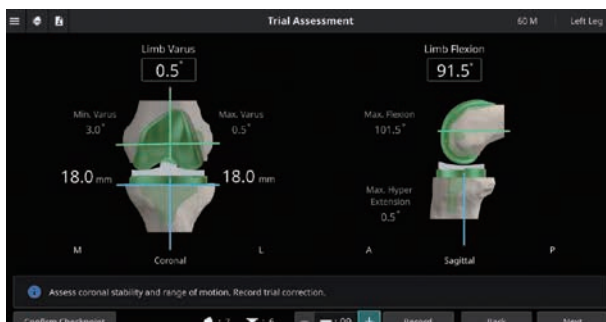 Trial Assessment 60 M Left Leg
Limb Varus Limb Flexion
0.5° 91.5°
Min. Varus Max. Varus Max. Flexion
3.0° 0.5° 101.5°
18.0 mm 18.0 mm
Max. Hyper
Extension
0.5°
M L A P
Coronal Sagittal
Assess coronal stability and range of motion. Record trial correction.
Confirm Checkpoint Record Back Next